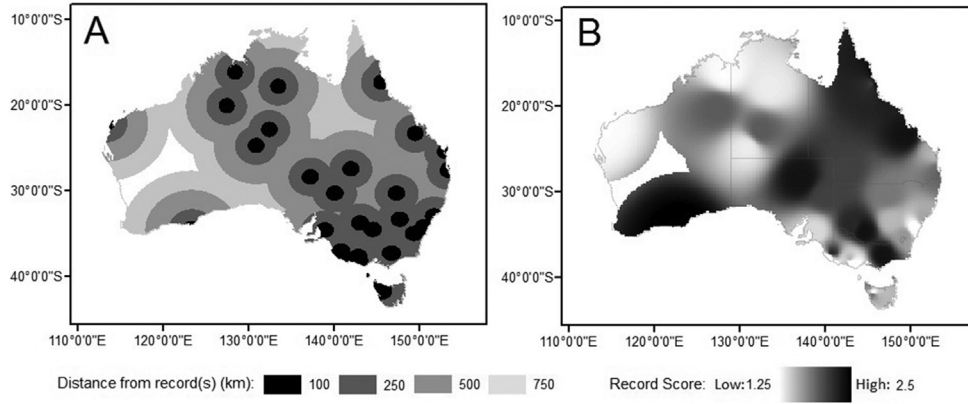 A
B
10°0'0"S
20°0'0"S
30°0'0"S
40°0'0"S
110°0'0"E 120°0'0"E 130°0'0"E 140°0'0"E 150°0'0"E
10°0'0"S
20°0'0"S
30°0'0"S
40°0'0"S
110°0'0"E 120°0'0"E 130°0'0"E 140°0'0"E 150°0'0"E
Distance from record(s) (km): 100 250 500 750
Record Score: Low:1.25 High: 2.5